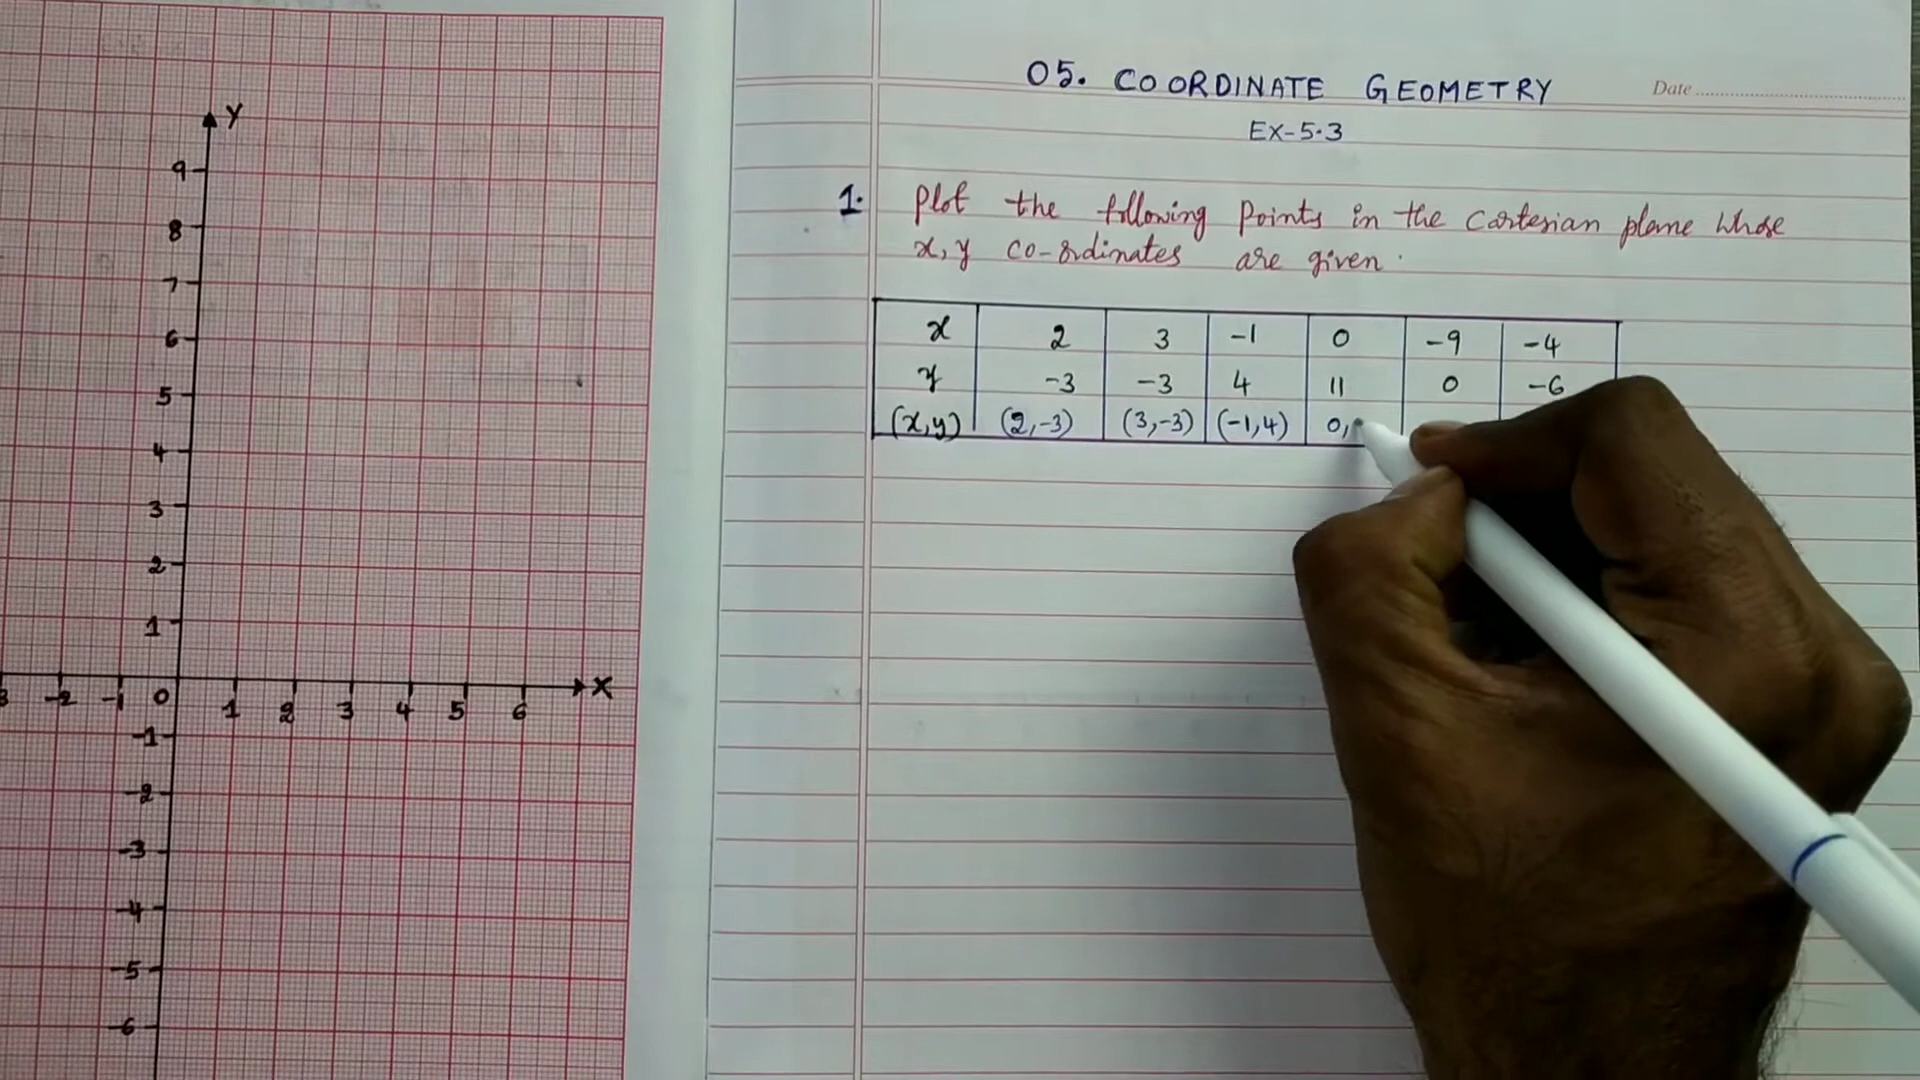 05. COORDINATE GEOMETRY
Date
EX-5.3
1. Plot the following Points in the Cartesian plane whose
x, y co-ordinates are given.
x 2 3 -1 0 -9 -4
y -3 -3 4 11 0 -6
(x,y) (2,-3) (3,-3) (-1,4) 0,
Y
9
8
7
6
5
4
3
2
1
3 -2 -1 0 1 2 3 4 5 6 X
-1
-2
-3
-4
-5
-6